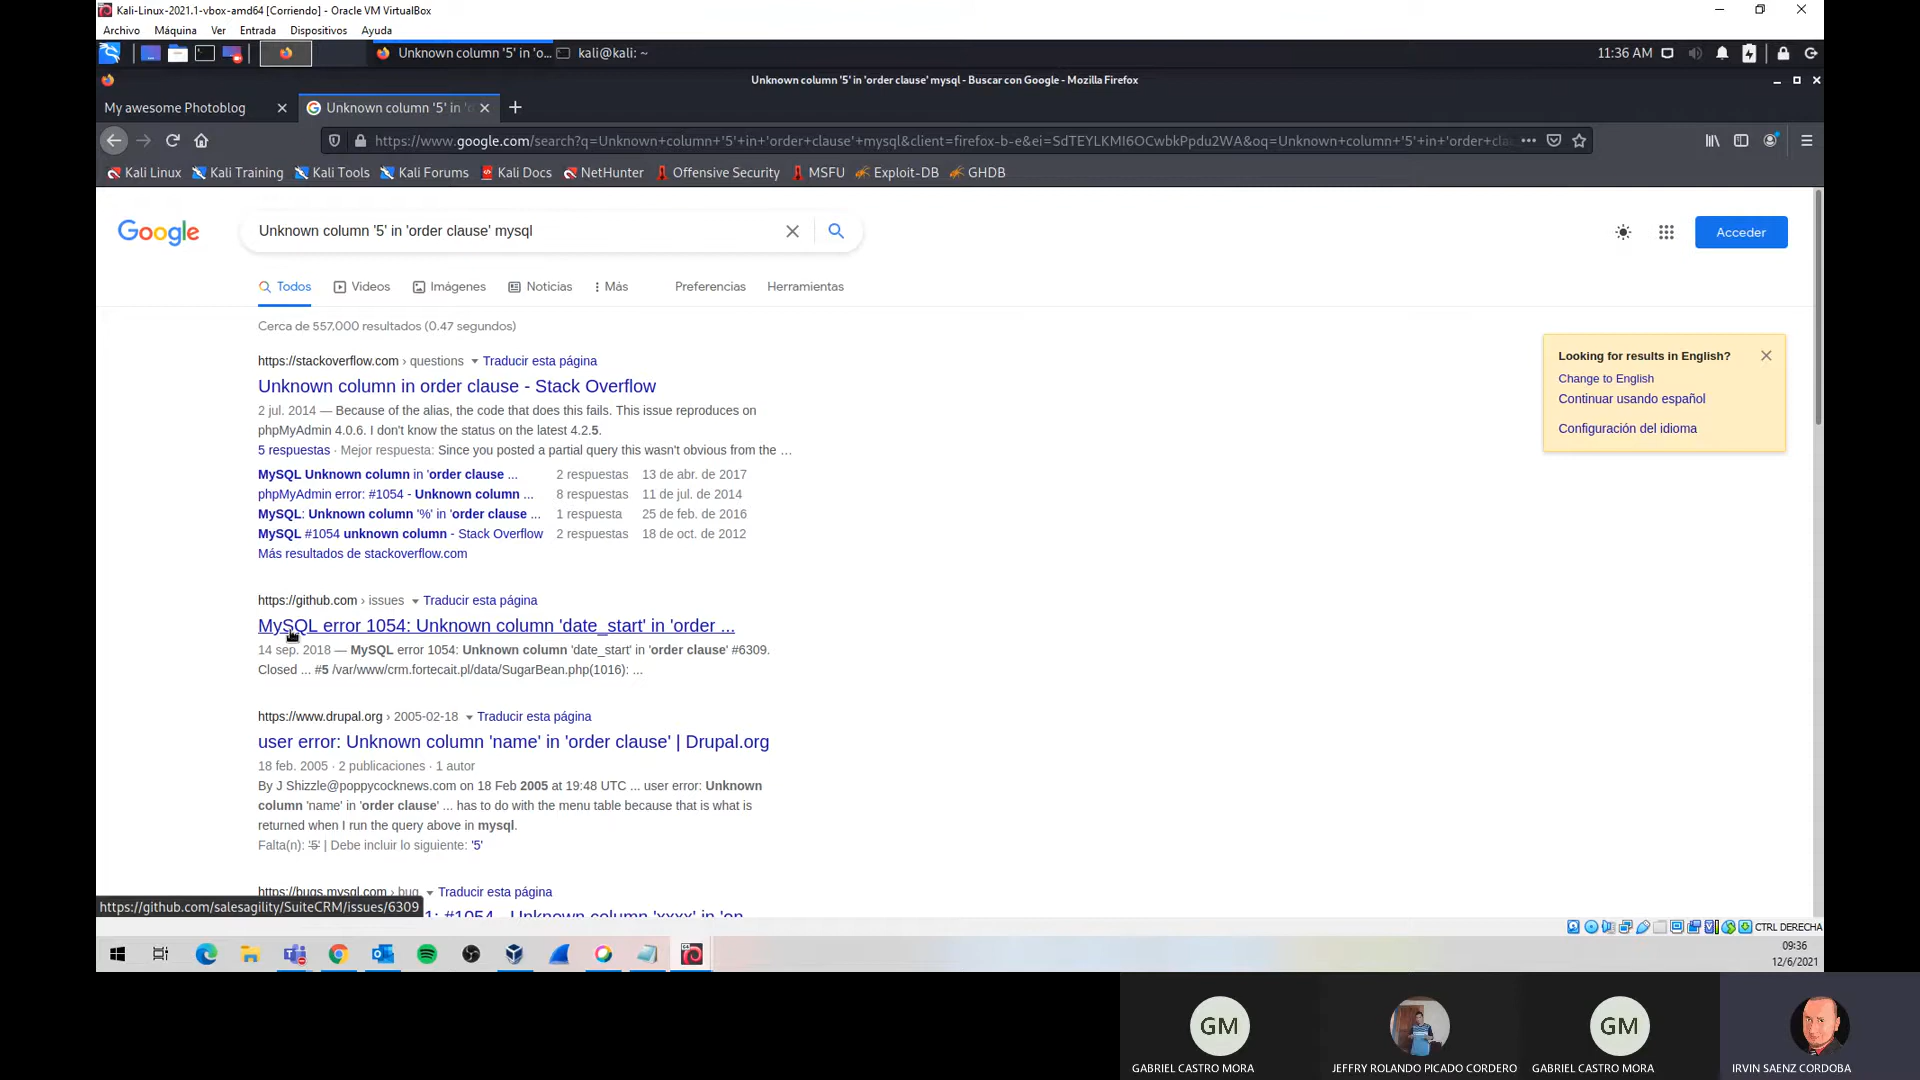 Kali-Linux-2021.1-vbox-amd64 [Corriendo] - Oracle VM VirtualBox
Archivo Máquina Ver Entrada Dispositivos Ayuda
Unknown column '5' in 'o... kali@kali: ~ 11:36 AM
Unknown column '5' in 'order clause' mysql - Buscar con Google - Mozilla Firefox
My awesome Photoblog Unknown column '5' in 'o
https://www.google.com/search?q=Unknown+column+'5'+in+'order+clause'+mysql&client=firefox-b-e&ei=SdTEYLKMI6OCwbkPpdu2WA&oq=Unknown+column+'5'+in+'order+cla
Kali Linux Kali Training Kali Tools Kali Forums Kali Docs NetHunter Offensive Security MSFU Exploit-DB GHDB
Google Unknown column '5' in 'order clause' mysql Acceder
Todos Videos Imágenes Noticias Más Preferencias Herramientas
Cerca de 557,000 resultados (0.47 segundos)
https://stackoverflow.com › questions Traducir esta página
Unknown column in order clause - Stack Overflow
2 jul. 2014 — Because of the alias, the code that does this fails. This issue reproduces on
phpMyAdmin 4.0.6. I don't know the status on the latest 4.2.5.
5 respuestas · Mejor respuesta: Since you posted a partial query this wasn't obvious from the ...
MySQL Unknown column in 'order clause ... 2 respuestas 13 de abr. de 2017
phpMyAdmin error: #1054 - Unknown column ... 8 respuestas 11 de jul. de 2014
MySQL: Unknown column '%' in 'order clause ... 1 respuesta 25 de feb. de 2016
MySQL #1054 unknown column - Stack Overflow 2 respuestas 18 de oct. de 2012
Más resultados de stackoverflow.com
https://github.com › issues Traducir esta página
MySQL error 1054: Unknown column 'date_start' in 'order ...
14 sep. 2018 — MySQL error 1054: Unknown column 'date_start' in 'order clause' #6309.
Closed ... #5 /var/www/crm.fortecait.pl/data/SugarBean.php(1016): ...
https://www.drupal.org › 2005-02-18 Traducir esta página
user error: Unknown column 'name' in 'order clause' | Drupal.org
18 feb. 2005 · 2 publicaciones · 1 autor
By J Shizzle@poppycocknews.com on 18 Feb 2005 at 19:48 UTC ... user error: Unknown
column 'name' in 'order clause' ... has to do with the menu table because that is what is
returned when I run the query above in mysql.
Falta(n): '5' | Debe incluir lo siguiente: '5'
https://bugs.mysql.com › bug Traducir esta página
1: #1054 - Unknown column 'xxxx' in 'on
https://github.com/salesagility/SuiteCRM/issues/6309
Looking for results in English?
Change to English
Continuar usando español
Configuración del idioma
CTRL DERECHA
09:36
12/6/2021
GM GM
GABRIEL CASTRO MORA JEFFRY ROLANDO PICADO CORDERO GABRIEL CASTRO MORA IRVIN SAENZ CORDOBA